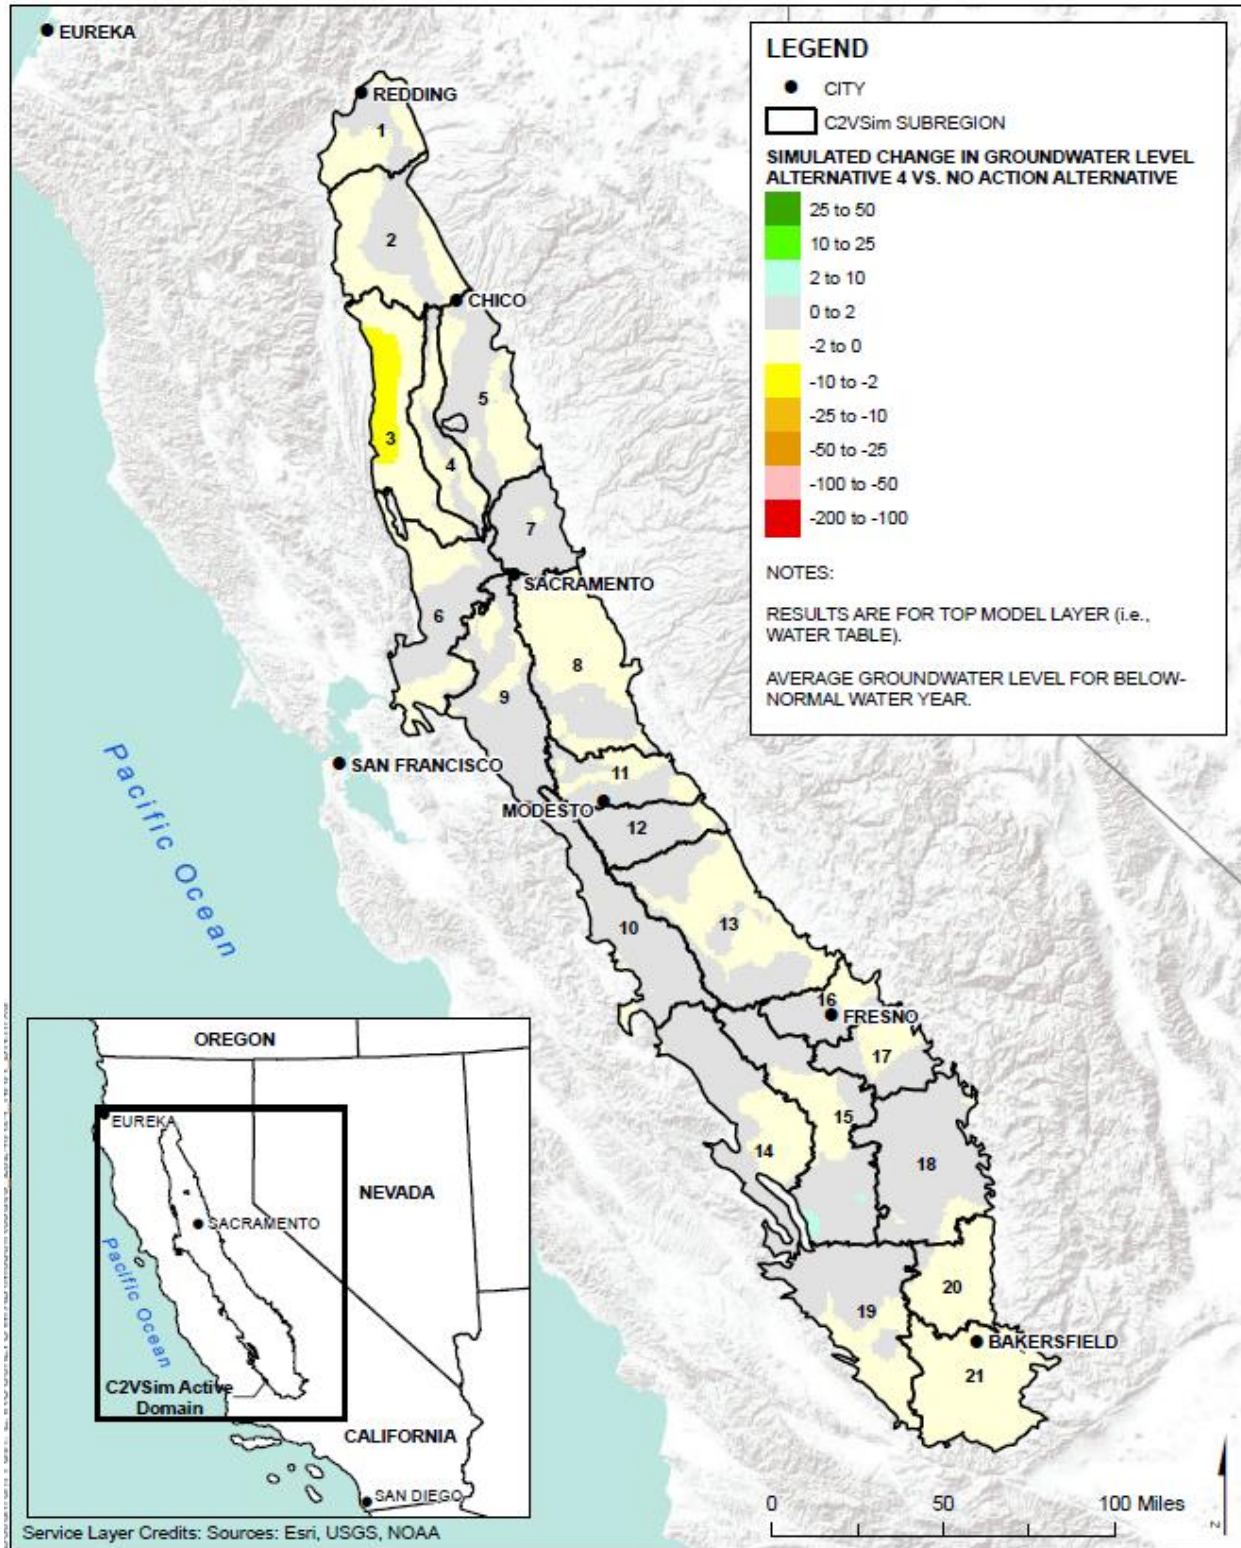 EUREKA
REDDING
1
2
CHICO
3
5
4
7
SACRAMENTO
6
8
9
SAN FRANCISCO
11
MODESTO
12
10
13
16
FRESNO
17
15
14
18
20
19
BAKERSFIELD
21
Pacific Ocean
LEGEND
CITY
C2VSim SUBREGION
SIMULATED CHANGE IN GROUNDWATER LEVEL
ALTERNATIVE 4 VS. NO ACTION ALTERNATIVE
25 to 50
10 to 25
2 to 10
0 to 2
-2 to 0
-10 to -2
-25 to -10
-50 to -25
-100 to -50
-200 to -100
NOTES:
RESULTS ARE FOR TOP MODEL LAYER (i.e.,
WATER TABLE).
AVERAGE GROUNDWATER LEVEL FOR BELOW-
NORMAL WATER YEAR.
OREGON
EUREKA
NEVADA
SACRAMENTO
Pacific Ocean
C2VSim Active
Domain
CALIFORNIA
SAN DIEGO
Service Layer Credits: Sources: Esri, USGS, NOAA
0 50 100 Miles
N